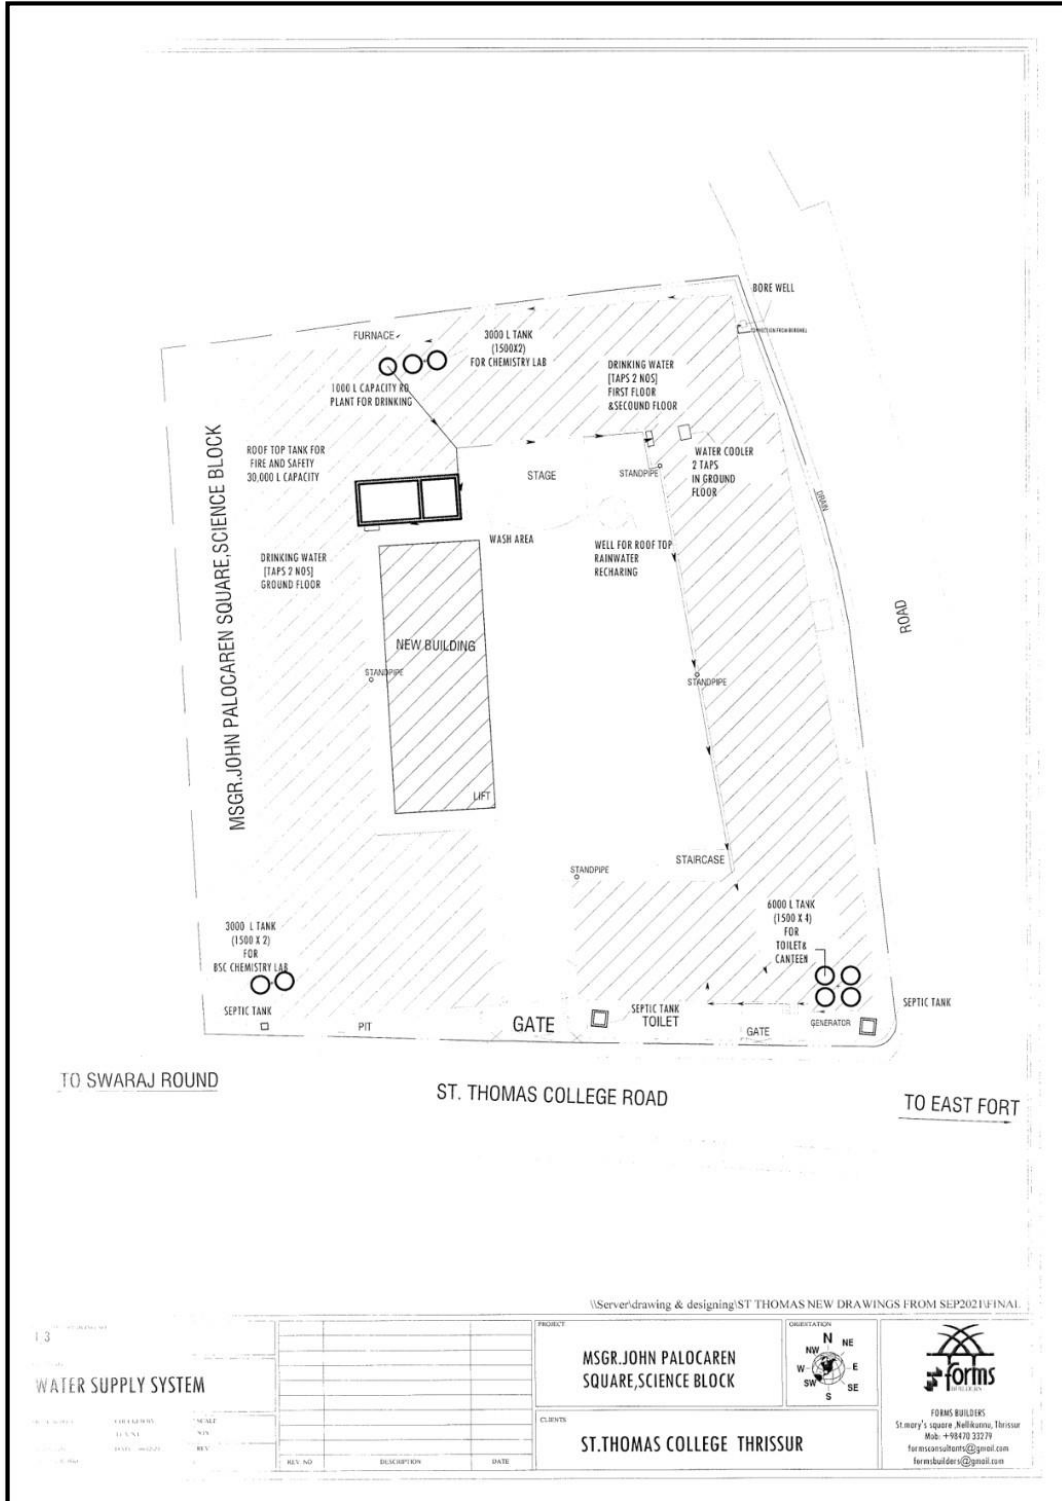 BORE WELL
CONNECTION FROM BOREWELL
FURNACE
3000 L TANK
(1500X2)
FOR CHEMISTRY LAB
1000 L CAPACITY RO
PLANT FOR DRINKING
DRINKING WATER
[TAPS 2 NOS]
FIRST FLOOR
&SECOUND FLOOR
ROOF TOP TANK FOR
FIRE AND SAFETY
30,000 L CAPACITY
STAGE
STANDPIPE
WATER COOLER
2 TAPS
IN GROUND
FLOOR
DRAIN
MSGR.JOHN PALOCAREN SQUARE,SCIENCE BLOCK
WASH AREA
WELL FOR ROOF TOP
RAINWATER
RECHARING
DRINKING WATER
[TAPS 2 NOS]
GROUND FLOOR
ROAD
NEW BUILDING
STANDPIPE
STANDPIPE
LIFT
STAIRCASE
STANDPIPE
6000 L TANK
(1500 X 4)
FOR
TOILET&
CANTEEN
3000 L TANK
(1500 X 2)
FOR
BSC CHEMISTRY LAB
SEPTIC TANK
SEPTIC TANK
SEPTIC TANK
TOILET
PIT
GATE
GATE
GENERATOR
TO SWARAJ ROUND
ST. THOMAS COLLEGE ROAD
TO EAST FORT
\\Server\drawing & designing\ST THOMAS NEW DRAWINGS FROM SEP2021\FINAL
13
WATER SUPPLY SYSTEM
SCALE
REV
REV. NO
DESCRIPTION
DATE
PROJECT
MSGR.JOHN PALOCAREN
SQUARE,SCIENCE BLOCK
CLIENTS
ST.THOMAS COLLEGE THRISSUR
ORIENTATION
N
NE
NW
W
E
SW
SE
S
forms
BUILDERS
FORMS BUILDERS
St.mary's square ,Nellikunnu, Thrissur
Mob: +98470 33279
formsconsultants@gmail.com
formsbuilders@gmail.com